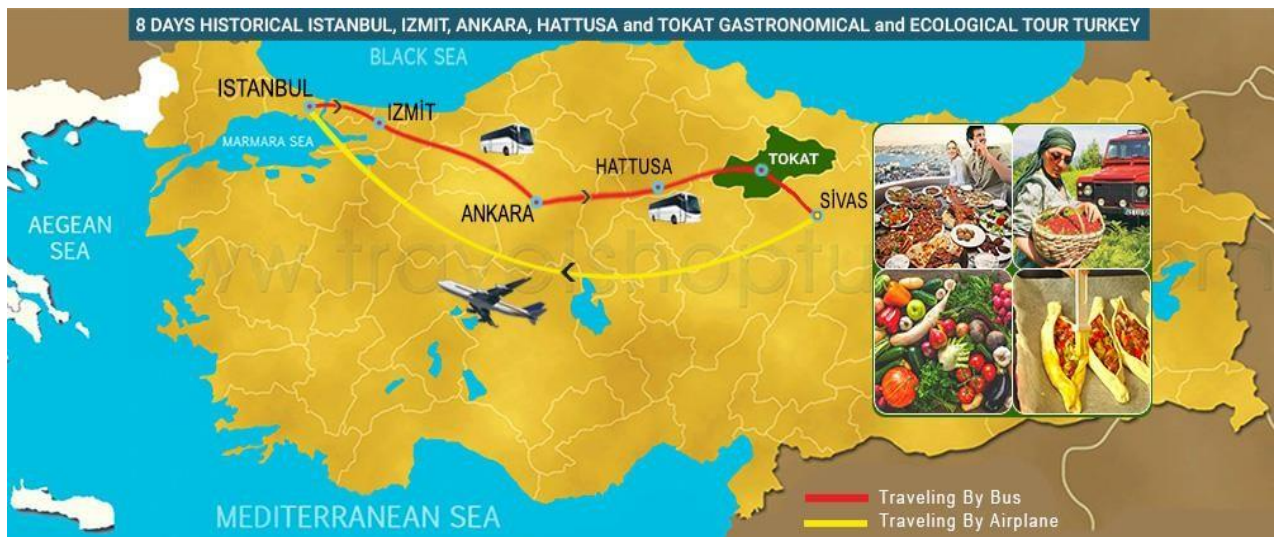 8 DAYS HISTORICAL ISTANBUL, IZMIT, ANKARA, HATTUSA and TOKAT GASTRONOMICAL and ECOLOGICAL TOUR TURKEY
BLACK SEA
ISTANBUL
IZMİT
MARMARA SEA
HATTUSA
TOKAT
ANKARA
SİVAS
AEGEAN
SEA
Traveling By Bus
Traveling By Airplane
MEDITERRANEAN SEA